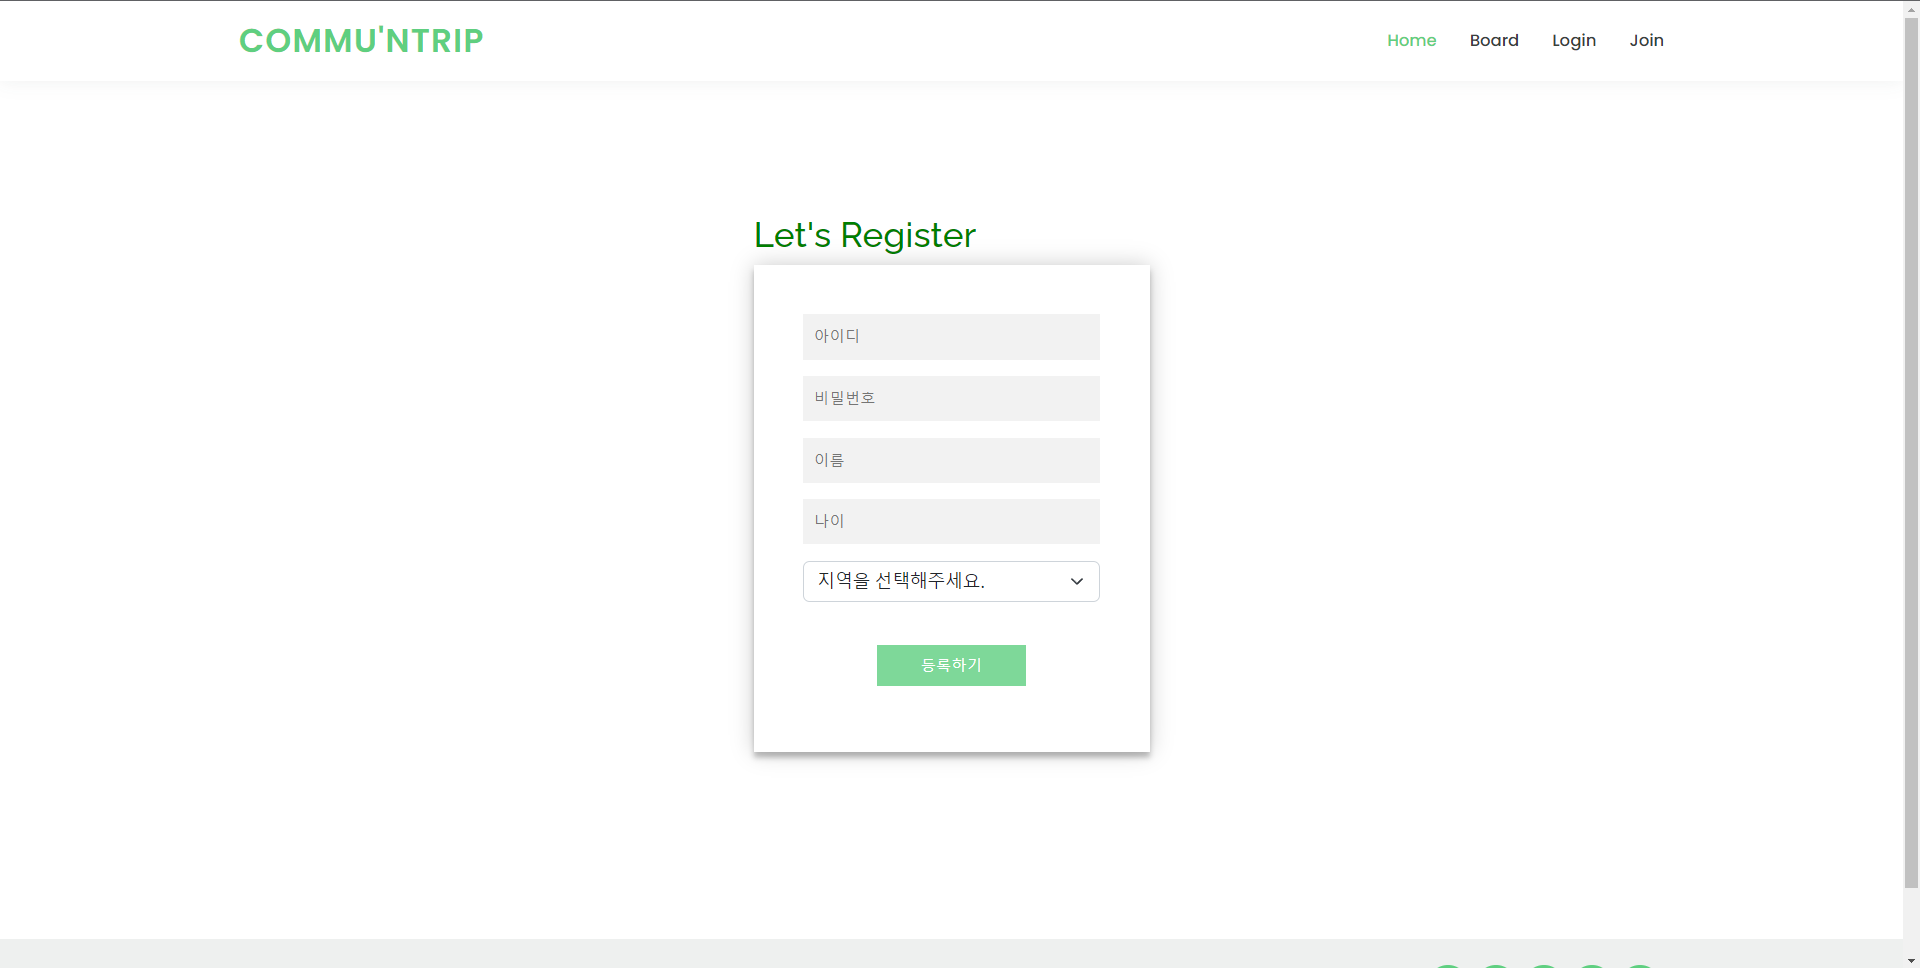 COMMU'NTRIP
Home Board Login Join
Let's Register
아이디
비밀번호
이름
나이
지역을 선택해주세요.
등록하기